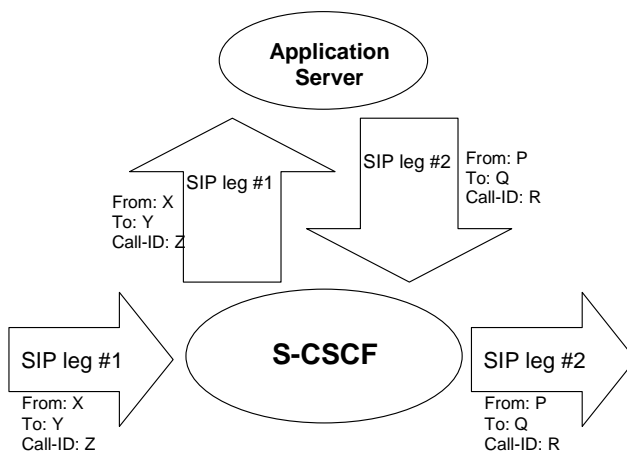 Application
Server
SIP leg #1
From: X
To: Y
Call-ID: Z
SIP leg #2
From: P
To: Q
Call-ID: R
SIP leg #1
From: X
To: Y
Call-ID: Z
S-CSCF
SIP leg #2
From: P
To: Q
Call-ID: R